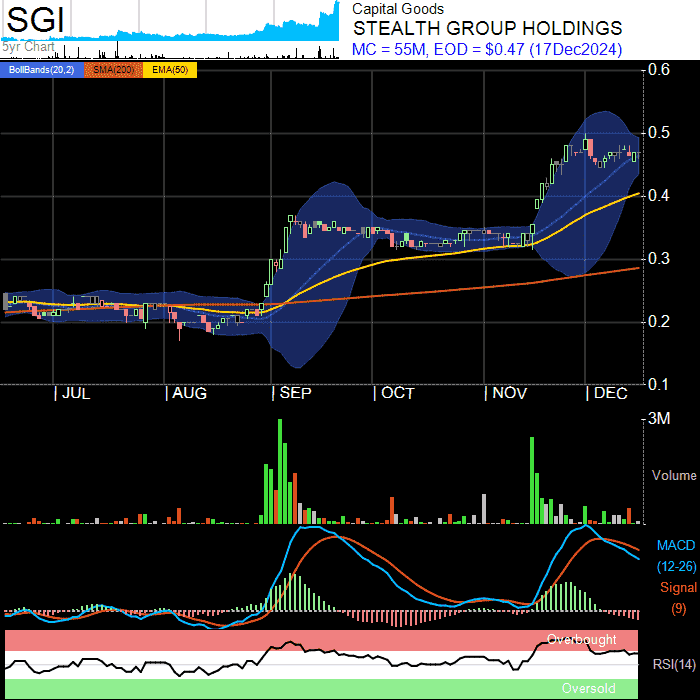 SGI
5yr Chart
Capital Goods
STEALTH GROUP HOLDINGS
MC = 55M, EOD = $0.47 (17Dec2024)
BollBands(20,2) SMA(200) EMA(50)
0.6
0.5
0.4
0.3
0.2
0.1
JUL AUG SEP OCT NOV DEC
3M
Volume
MACD
(12-26)
Signal
(9)
Overbought
RSI(14)
Oversold